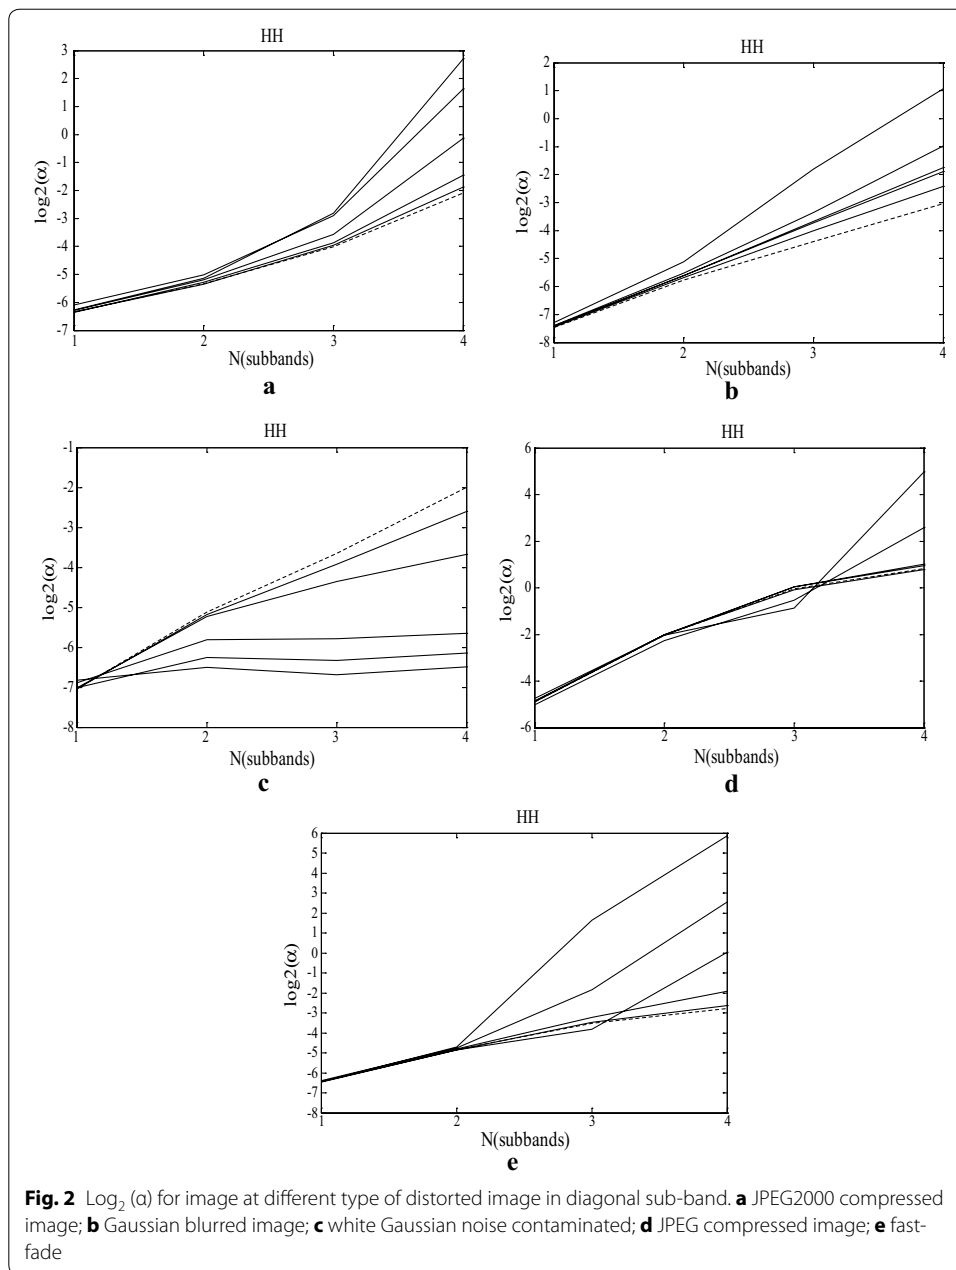 HH
3
2
1
0
-1
-2
-3
-4
-5
-6
-7
log2(α)
1 2 3 4
N(subbands)
a
HH
2
1
0
-1
-2
-3
-4
-5
-6
-7
-8
log2(α)
1 2 3 4
N(subbands)
b
HH
-1
-2
-3
-4
-5
-6
-7
-8
log2(α)
1 2 3 4
N(subbands)
c
HH
6
4
2
0
-2
-4
-6
log2(α)
1 2 3 4
N(subbands)
d
HH
6
5
4
3
2
1
0
-1
-2
-3
-4
-5
-6
-7
-8
log2(α)
1 2 3 4
N(subbands)
e
Fig. 2 Log₂ (α) for image at different type of distorted image in diagonal sub-band. a JPEG2000 compressed
image; b Gaussian blurred image; c white Gaussian noise contaminated; d JPEG compressed image; e fast-
fade